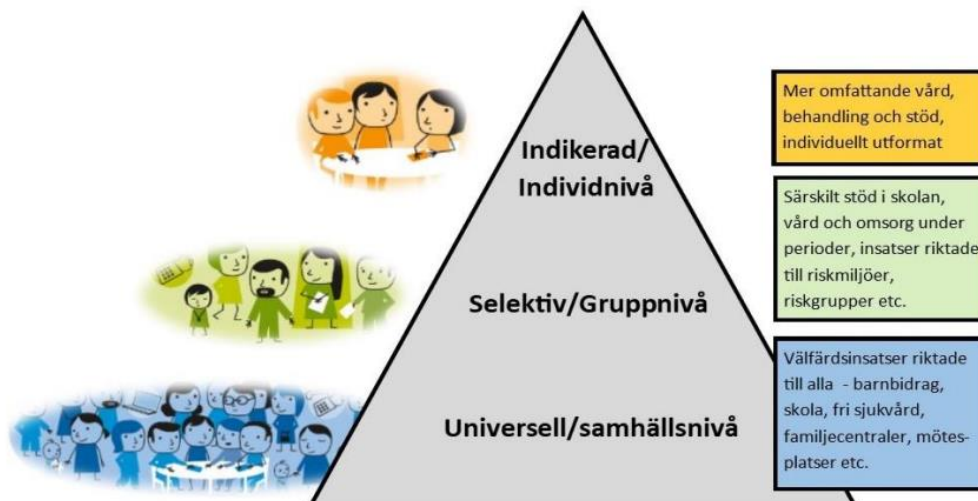 Mer omfattande vård,
behandling och stöd,
individuellt utformat
Indikerad/
Individnivå
Särskilt stöd i skolan,
vård och omsorg under
perioder, insatser riktade
till riskmiljöer,
riskgrupper etc.
Selektiv/Gruppnivå
Välfärdsinsatser riktade
till alla - barnbidrag,
skola, fri sjukvård,
familjecentraler, mötes-
platser etc.
Universell/samhällsnivå